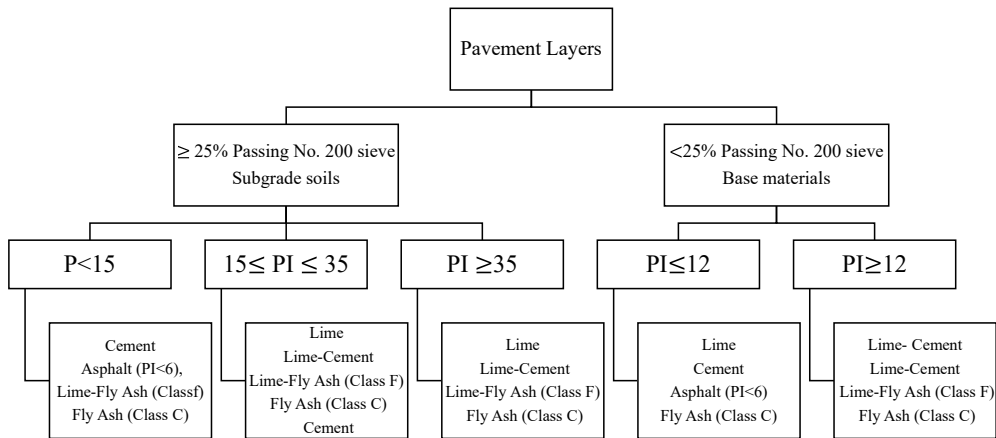 Pavement Layers
≥ 25% Passing No. 200 sieve
Subgrade soils
<25% Passing No. 200 sieve
Base materials
P<15
15≤ PI ≤ 35
PI ≥35
PI≤12
PI≥12
Cement
Asphalt (PI<6),
Lime-Fly Ash (Classf)
Fly Ash (Class C)
Lime
Lime-Cement
Lime-Fly Ash (Class F)
Fly Ash (Class C)
Cement
Lime
Lime-Cement
Lime-Fly Ash (Class F)
Fly Ash (Class C)
Lime
Cement
Asphalt (PI<6)
Fly Ash (Class C)
Lime- Cement
Lime-Cement
Lime-Fly Ash (Class F)
Fly Ash (Class C)